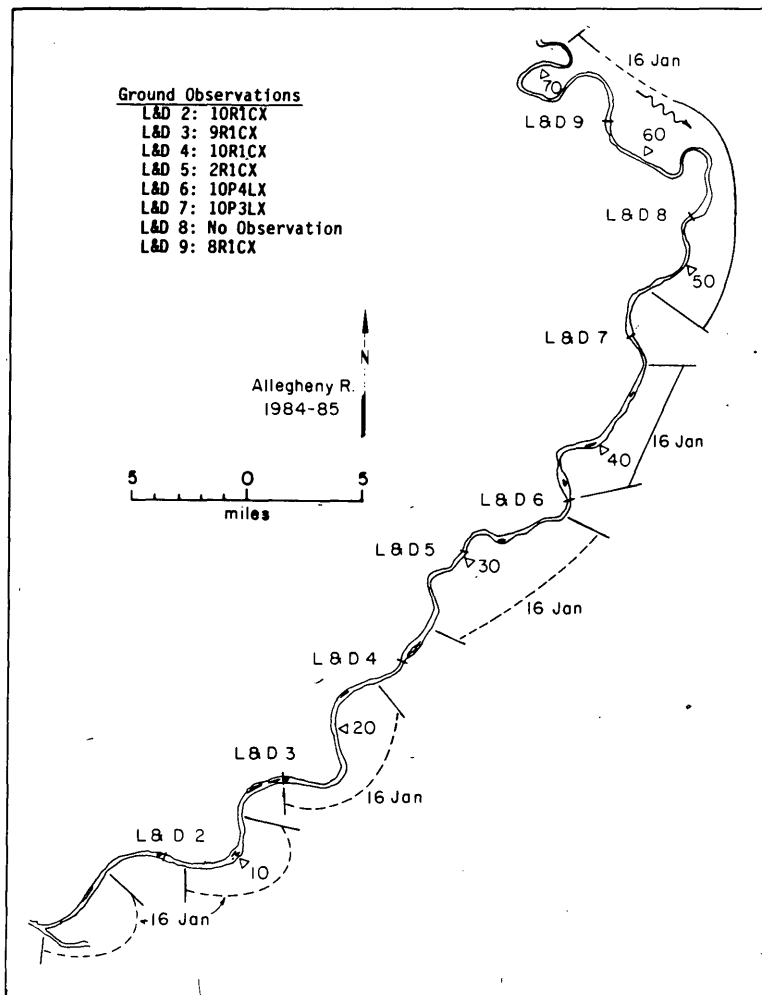 Ground Observations
L&D 2: 10R1CX
L&D 3: 9R1CX
L&D 4: 10R1CX
L&D 5: 2R1CX
L&D 6: 10P4LX
L&D 7: 10P3LX
L&D 8: No Observation
L&D 9: 8R1CX
16 Jan
70
L&D 9
60
L&D 8
50
L&D 7
N
Allegheny R.
1984-85
16 Jan
40
5 0 5
miles
L&D 6
L&D 5
30
16 Jan
L&D 4
20
L&D 3
16 Jan
L&D 2
10
16 Jan